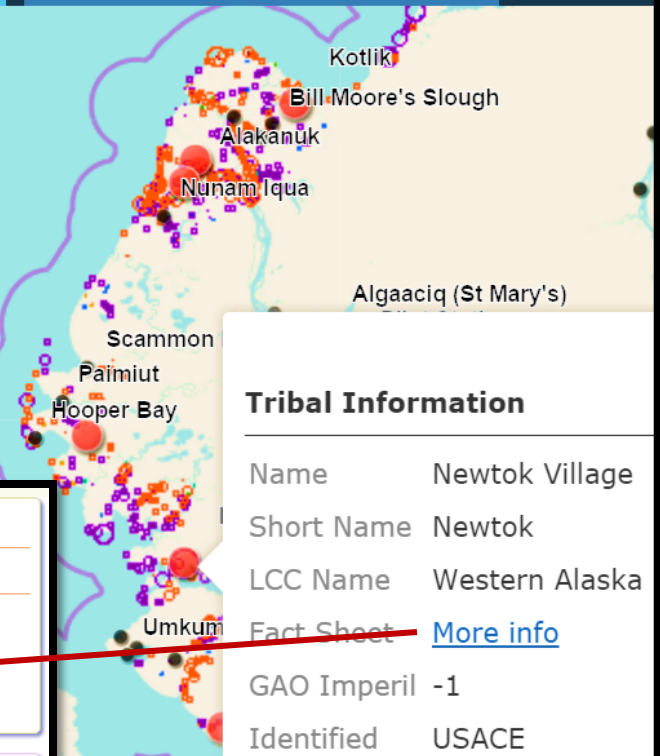 Kotlik
Bill Moore's Slough
Alakanuk
Nunam Iqua
Algaaciq (St Mary's)
Scammon
Paimiut
Hooper Bay
Tribal Information
Name Newtok Village
Short Name Newtok
LCC Name Western Alaska
Umkum
Fact Sheet More info
GAO Imperil -1
Identified USACE